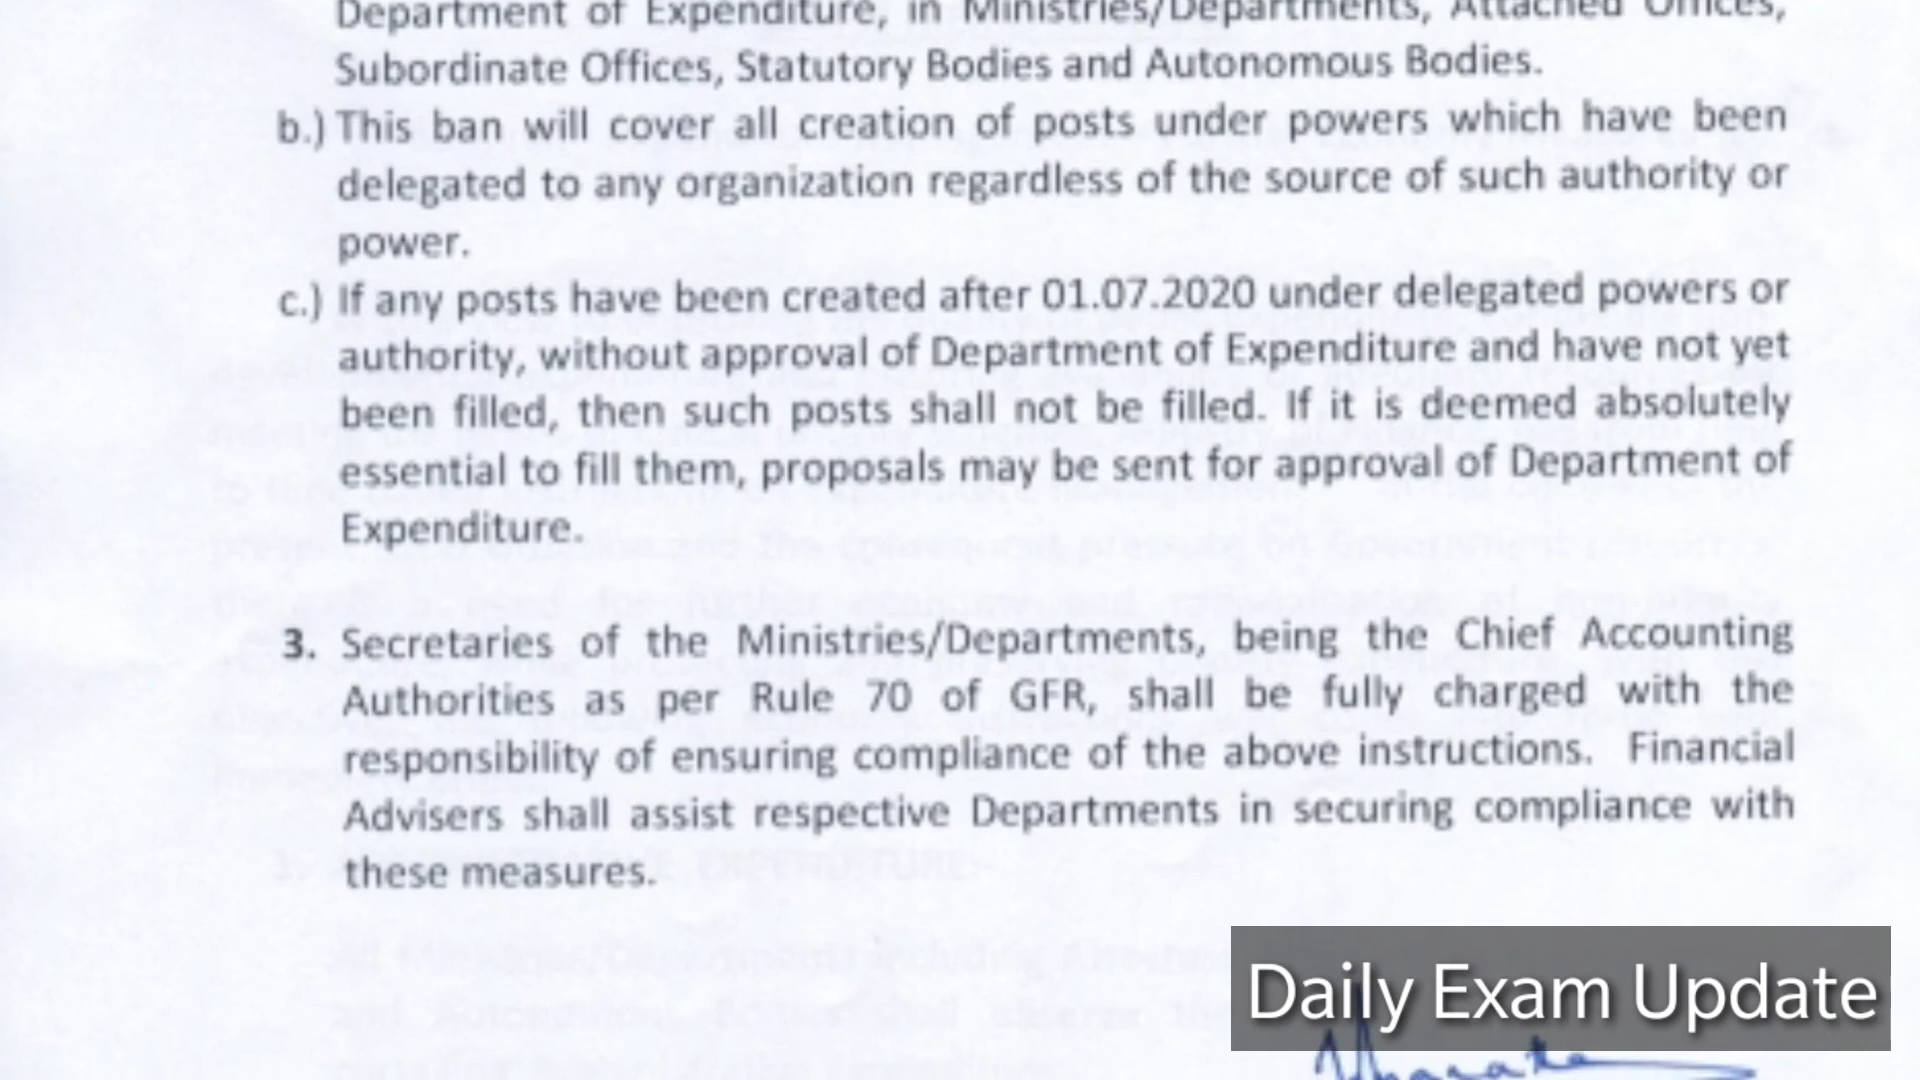 Department of Expenditure, in Ministries/Departments, Attached Offices,
Subordinate Offices, Statutory Bodies and Autonomous Bodies.
b.) This ban will cover all creation of posts under powers which have been
delegated to any organization regardless of the source of such authority or
power.
c.) If any posts have been created after 01.07.2020 under delegated powers or
authority, without approval of Department of Expenditure and have not yet
been filled, then such posts shall not be filled. If it is deemed absolutely
essential to fill them, proposals may be sent for approval of Department of
Expenditure.
3. Secretaries of the Ministries/Departments, being the Chief Accounting
Authorities as per Rule 70 of GFR, shall be fully charged with the
responsibility of ensuring compliance of the above instructions. Financial
Advisers shall assist respective Departments in securing compliance with
these measures.
Daily Exam Update